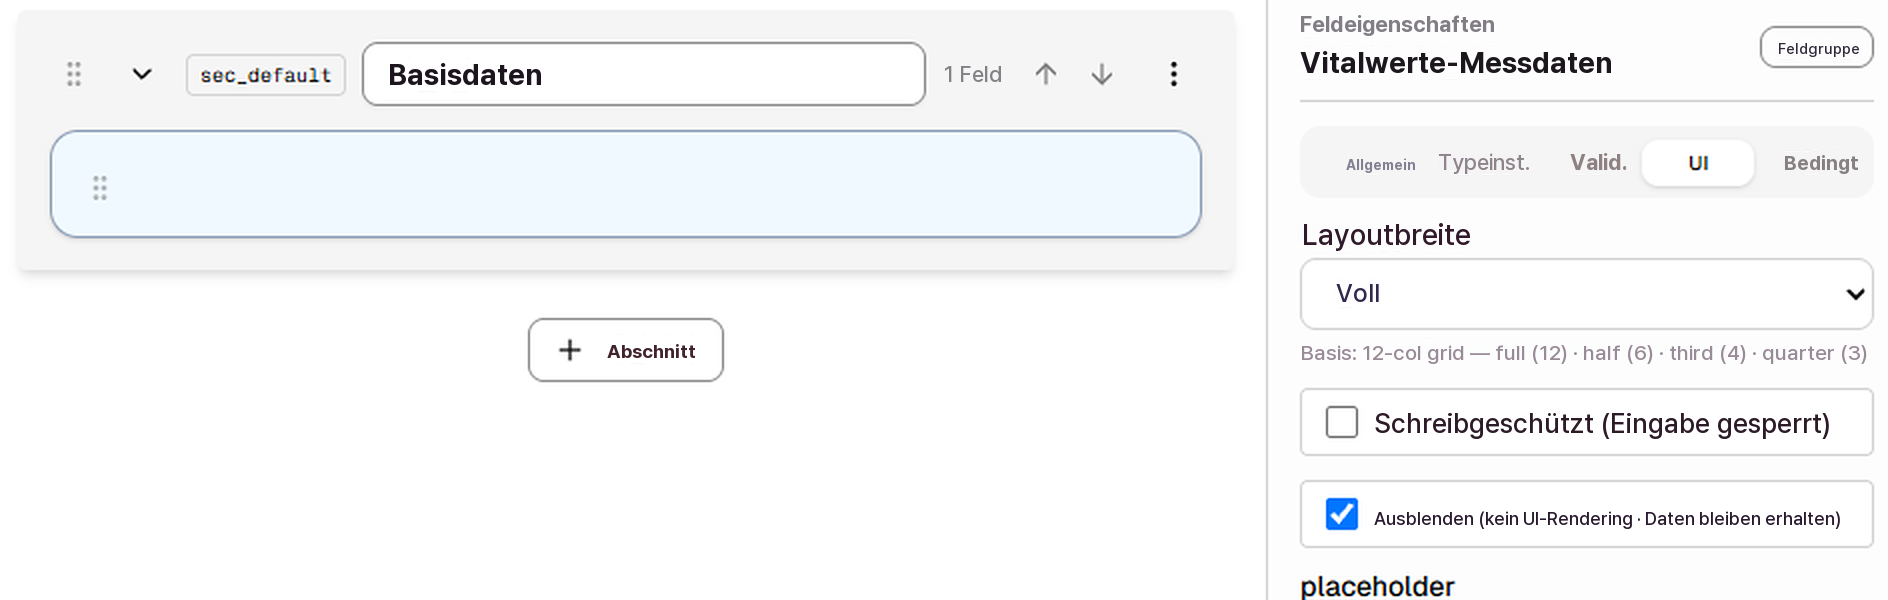 sec_default
Basisdaten
1 Feld
Abschnitt
Feldeigenschaften
Vitalwerte-Messdaten
Feldgruppe
Allgemein Typeinst. Valid. UI Bedingt
Layoutbreite
Voll
Basis: 12-col grid — full (12) · half (6) · third (4) · quarter (3)
Schreibgeschützt (Eingabe gesperrt)
Ausblenden (kein UI-Rendering · Daten bleiben erhalten)
placeholder